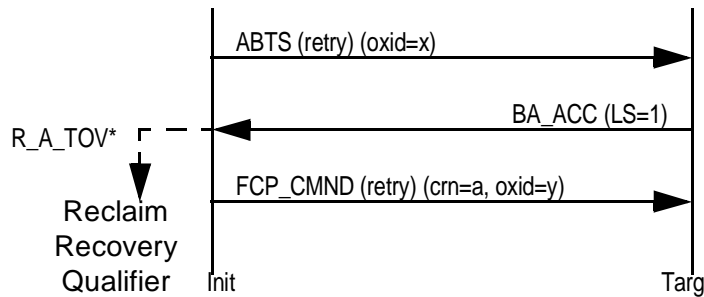 ABTS (retry) (oxid=x)
BA_ACC (LS=1)
R_A_TOV*
FCP_CMND (retry) (crn=a, oxid=y)
Reclaim
Recovery
Qualifier
Init
Targ